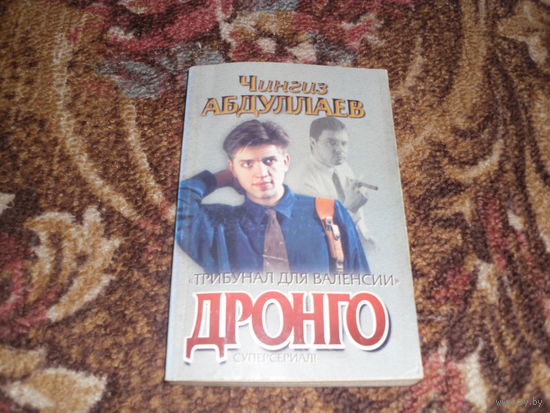 Чингиз
АБДУЛЛАЕВ
«ТРИБУНАЛ ДЛЯ ВАЛЕНСИИ»
ДРОНГО
СУПЕРСЕРИАЛ!